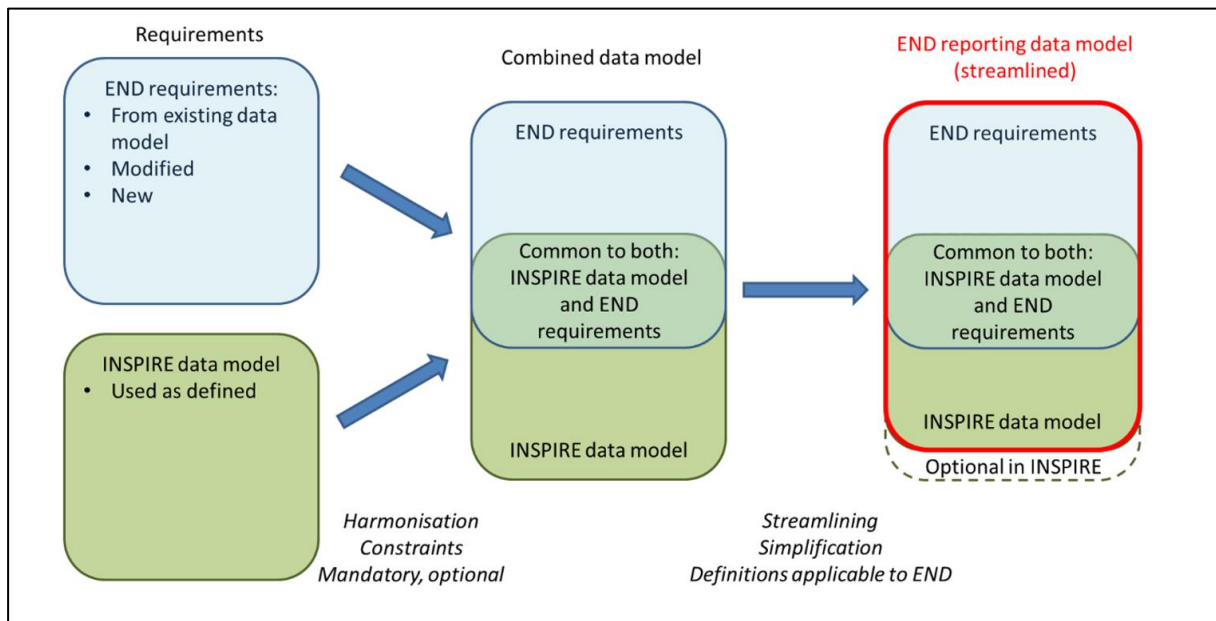 Requirements
END requirements:
• From existing data
model
• Modified
• New
INSPIRE data model
• Used as defined
Harmonisation
Constraints
Mandatory, optional
Combined data model
END requirements
Common to both:
INSPIRE data model
and END
requirements
INSPIRE data model
Streamlining
Simplification
Definitions applicable to END
END reporting data model
(streamlined)
END requirements
Common to both:
INSPIRE data model
and END
requirements
INSPIRE data model
Optional in INSPIRE